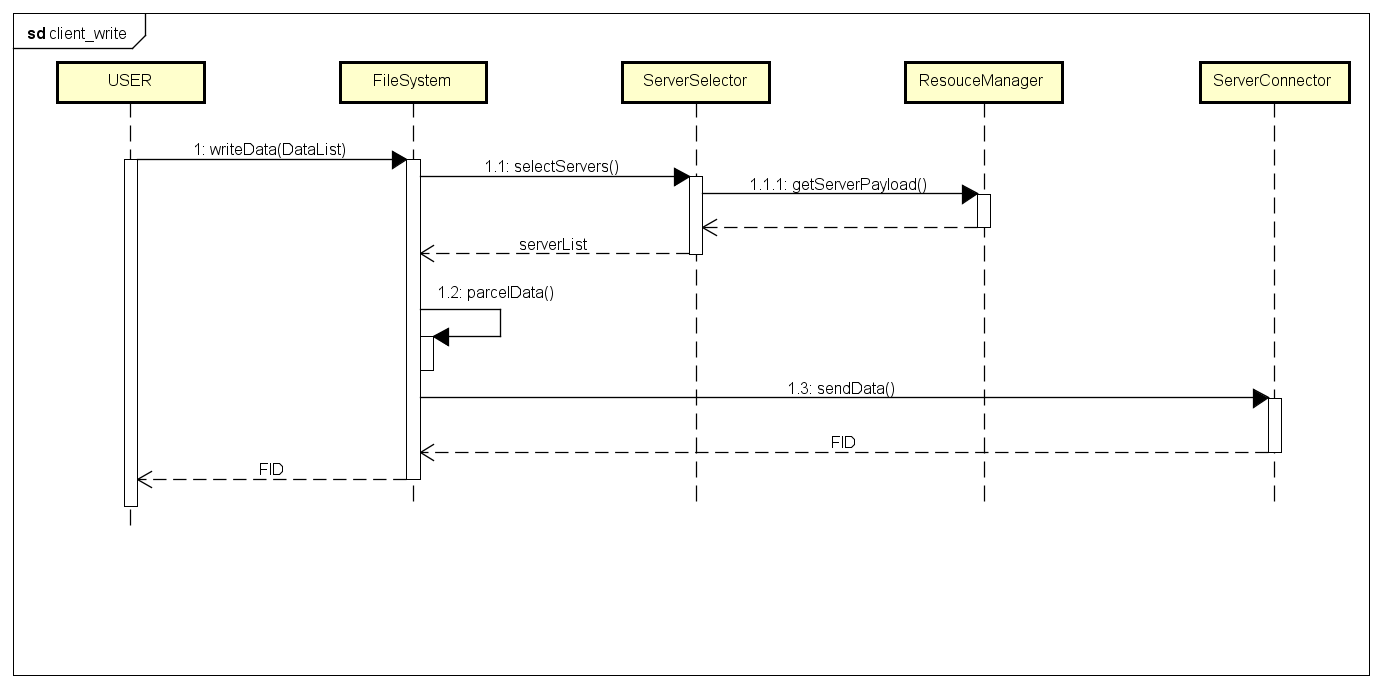 sd client_write
USER
FileSystem
ServerSelector
ResouceManager
ServerConnector
1: writeData(DataList)
1.1: selectServers()
1.1.1: getServerPayload()
serverList
1.2: parcelData()
1.3: sendData()
FID
FID